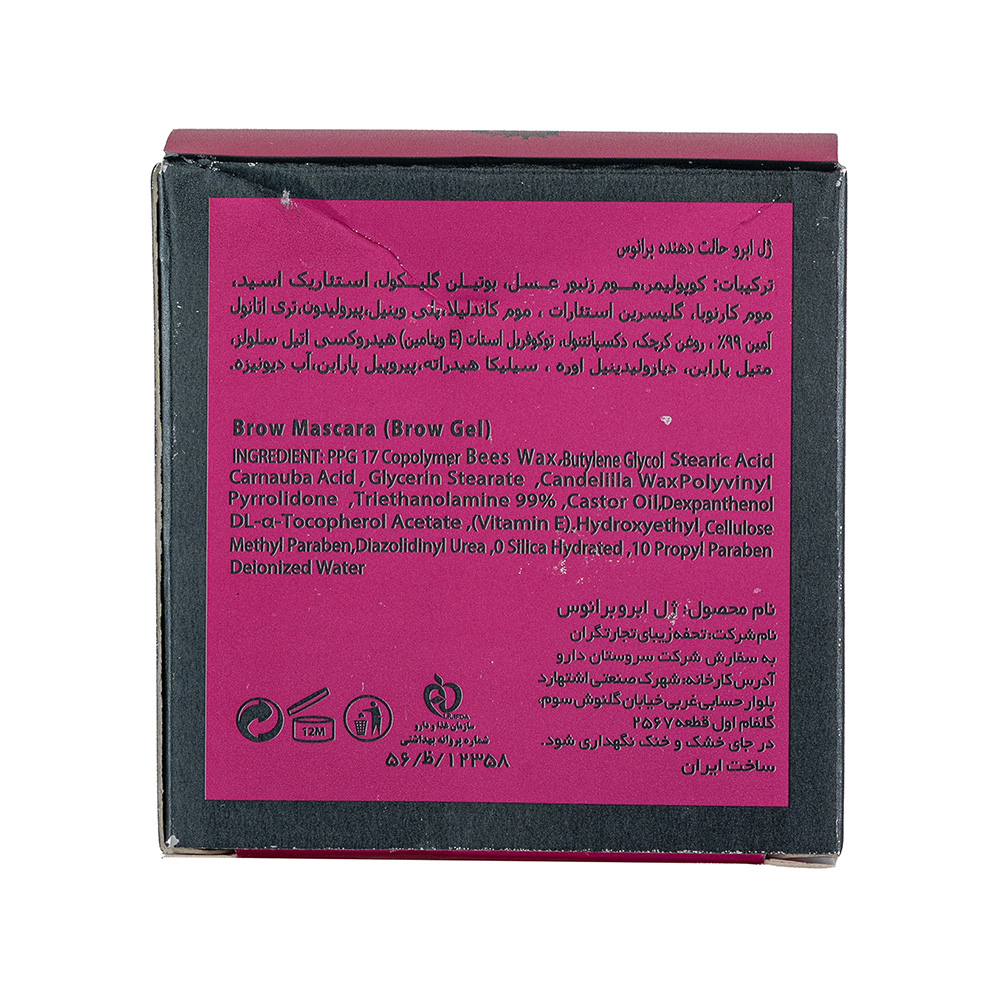 ژل ابرو حالت دهنده برانوس
ترکیبات: کوپولیمر،موم زنبور عسل، بوتیلن گلیکول، استئاریک اسید،
موم کارنوبا، گلیسرین استئارات ، موم کاندلیلا،پلی وینیل،پیرولیدون،تری اتانول
آمین ۹۹٪ ، روغن کرچک، دکسپانتنول، توکوفریل استات (E ویتامین) هیدروکسی اتیل سلولز،
متیل پارابن، دیازولیدینیل اوره ، سیلیکا هیدراته،پیروپیل پارابن،آب دیونیزه.
Brow Mascara (Brow Gel)
INGREDIENT: PPG 17 Copolymer Bees Wax،Butylene Glycol Stearic Acid
Carnauba Acid , Glycerin Stearate ,Candellila WaxPolyvinyl
Pyrrolidone ,Triethanolamine 99% ,Castor Oil,Dexpanthenol
DL-α-Tocopherol Acetate ,(Vitamin E).Hydroxyethyl,Cellulose
Methyl Paraben,Diazolidinyl Urea ,0 Silica Hydrated ,10 Propyl Paraben
Deionized Water
نام محصول: ژل ابرو برانوس
نام شرکت: تحفه زیبای تجارتگران
به سفارش شرکت سروستان دارو
آدرس کارخانه: شهرک صنعتی اشتهارد
بلوار حسابی غربی خیابان گلنوش سوم،
گلفام اول قطعه ۲۵۶۷
در جای خشک و خنک نگهداری شود.
ساخت ایران
I.R.IFDA
سازمان غذا و دارو
شماره پروانه بهداشتی
۵۶/ظ/۱۲۳۵۸
12M